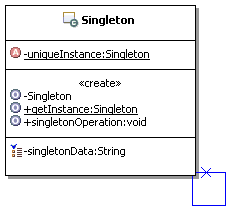 Singleton
-uniqueInstance:Singleton
«create»
-Singleton
+getInstance:Singleton
+singletonOperation:void
-singletonData:String